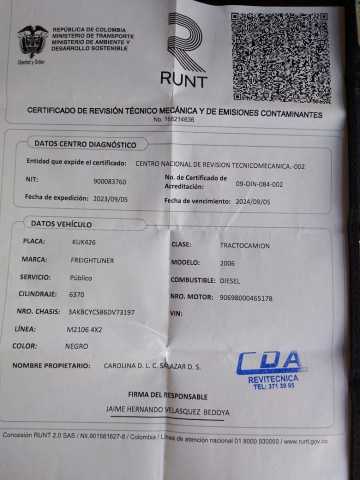 REPÚBLICA DE COLOMBIA
MINISTERIO DE TRANSPORTE
MINISTERIO DE AMBIENTE Y
DESARROLLO SOSTENIBLE
Libertad y Orden
RUNT
CERTIFICADO DE REVISIÓN TÉCNICO MECÁNICA Y DE EMISIONES CONTAMINANTES
No. 166214836
DATOS CENTRO DIAGNÓSTICO
Entidad que expide el certificado: CENTRO NACIONAL DE REVISION TECNICOMECANICA.-002
NIT: 900083760 No. de Certificado de Acreditación: 09-OIN-084-002
Fecha de expedición: 2023/09/05 Fecha de vencimiento: 2024/09/05
DATOS VEHÍCULO
PLACA: KUK426 CLASE: TRACTOCAMION
MARCA: FREIGHTLINER MODELO: 2006
SERVICIO: Público COMBUSTIBLE: DIESEL
CILINDRAJE: 6370 NRO. MOTOR: 90698000465178
NRO. CHASIS: 3AKBCYCS86DV73197 VIN:
LÍNEA: M2106 4X2
COLOR: NEGRO
NOMBRE PROPIETARIO: CAROLINA D. L. C. SALAZAR D. S.
CDA
REVITECNICA
TEL: 371 39 95
FIRMA DEL RESPONSABLE
JAIME HERNANDO VELASQUEZ BEDOYA
Concesión RUNT 2.0 SAS / Nit.901581627-8 / Colombia / Línea de atención nacional 01 8000 930060 / www.runt.gov.co